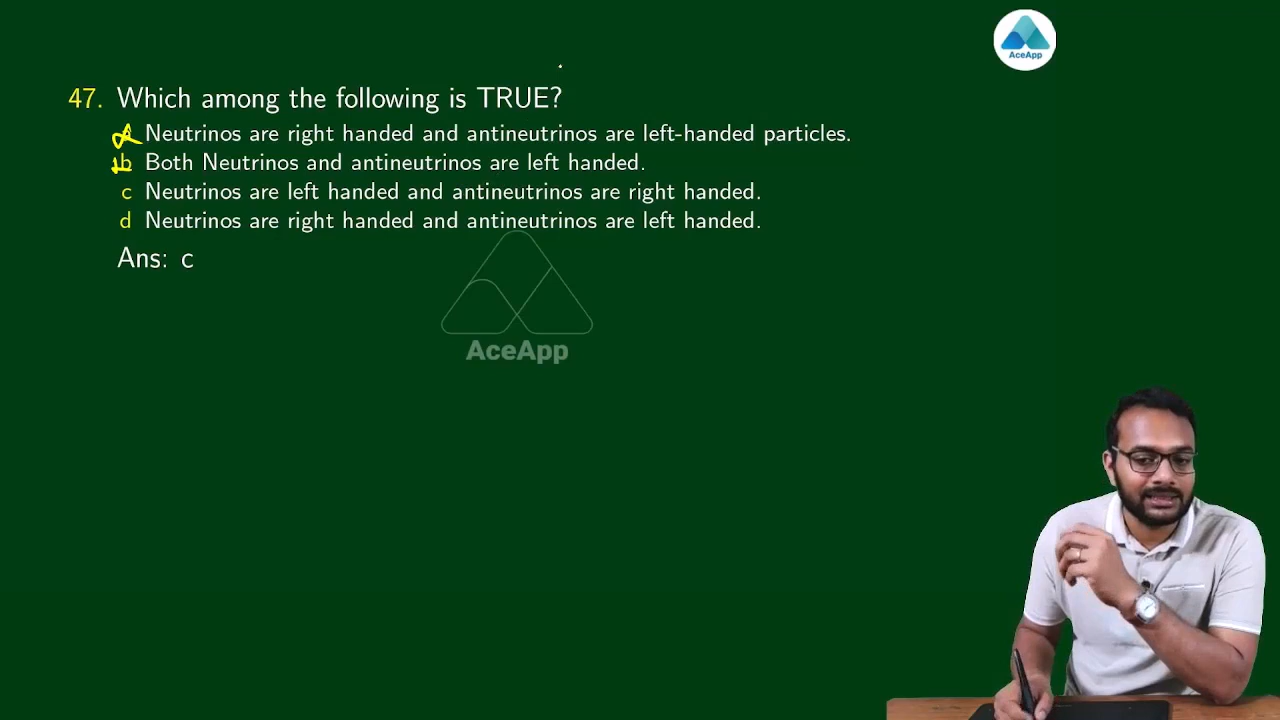 AceApp
47. Which among the following is TRUE?
a Neutrinos are right handed and antineutrinos are left-handed particles.
b Both Neutrinos and antineutrinos are left handed.
c Neutrinos are left handed and antineutrinos are right handed.
d Neutrinos are right handed and antineutrinos are left handed.
Ans: c
AceApp